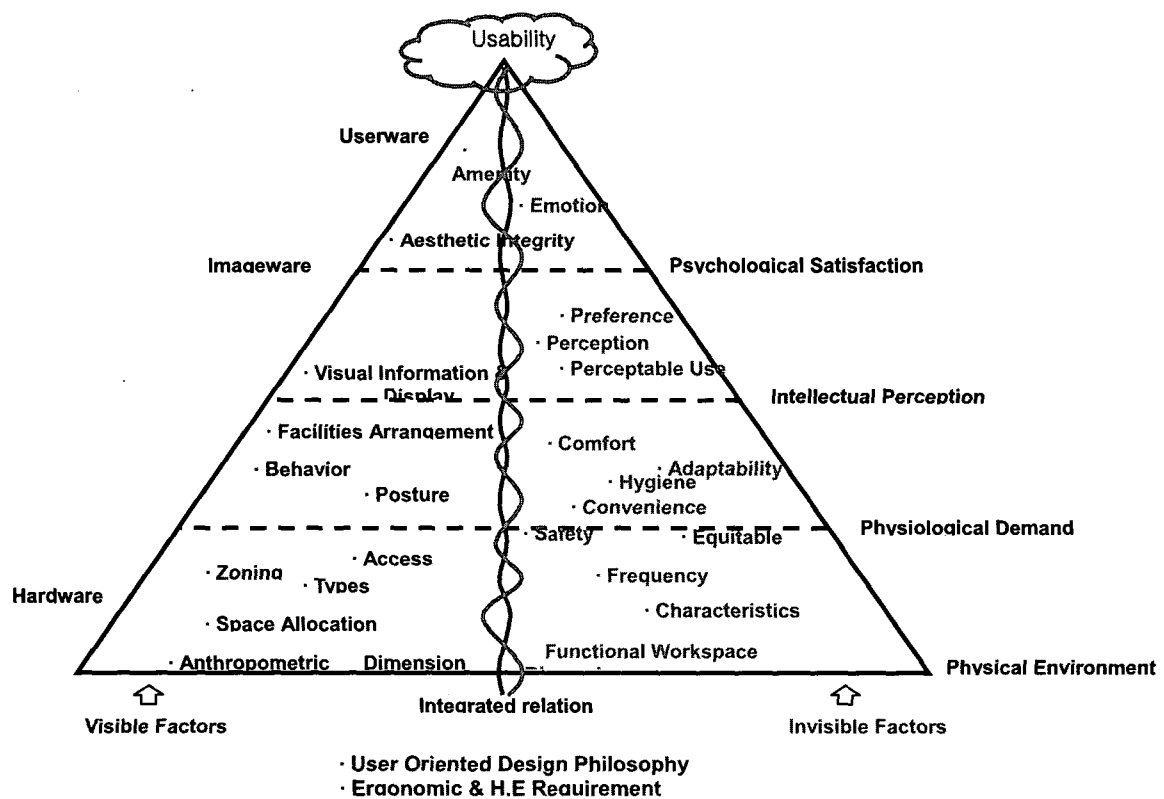 Usability
Userware
Amenity
· Emotion
· Aesthetic Integrity
Imageware
Psychological Satisfaction
· Preference
· Perception
· Perceptable Use
· Visual Information
Display
Intellectual Perception
· Facilities Arrangement
· Comfort
· Behavior
· Adaptability
· Hygiene
· Posture
· Convenience
Physiological Demand
· Safety
· Equitable
· Access
· Zoning
· Types
· Frequency
Hardware
· Characteristics
· Space Allocation
Functional Workspace
· Anthropometric Dimension
Physical Environment
Integrated relation
Visible Factors
Invisible Factors
· User Oriented Design Philosophy
· Ergonomic & H.E Requirement